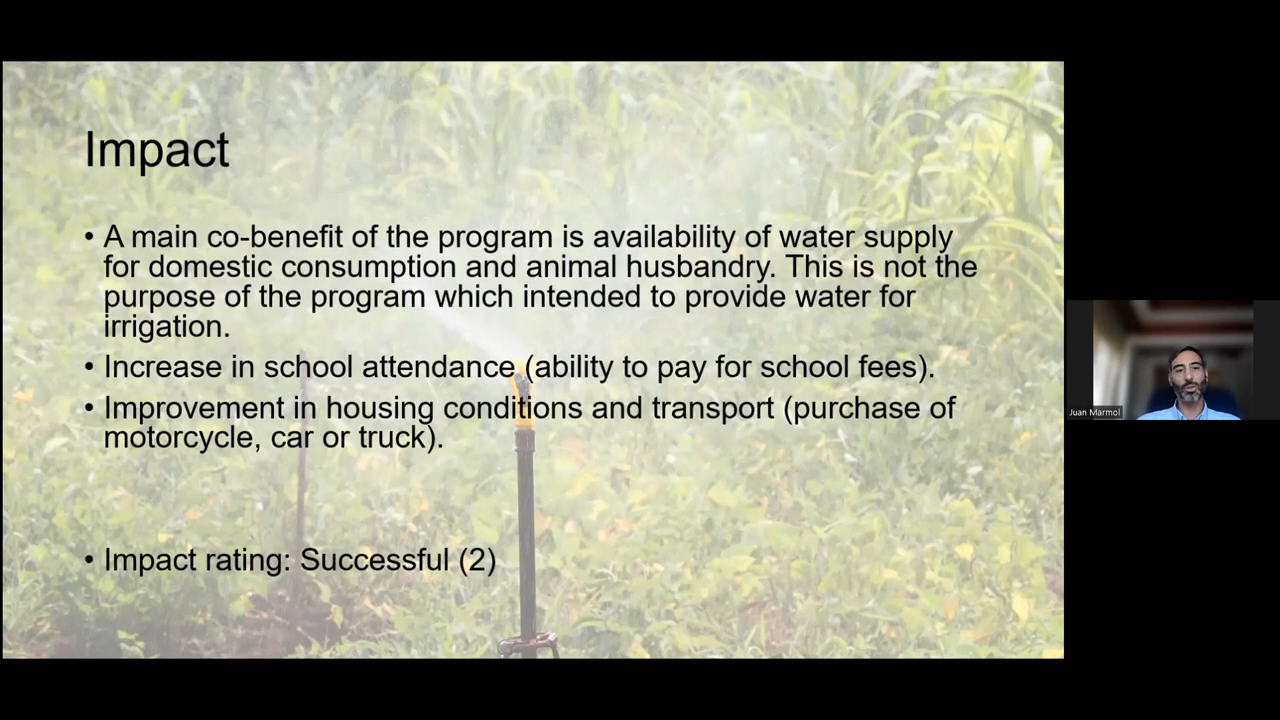 Impact
• A main co-benefit of the program is availability of water supply
for domestic consumption and animal husbandry. This is not the
purpose of the program which intended to provide water for
irrigation.
• Increase in school attendance (ability to pay for school fees).
• Improvement in housing conditions and transport (purchase of
motorcycle, car or truck).
• Impact rating: Successful (2)
Juan Marmol